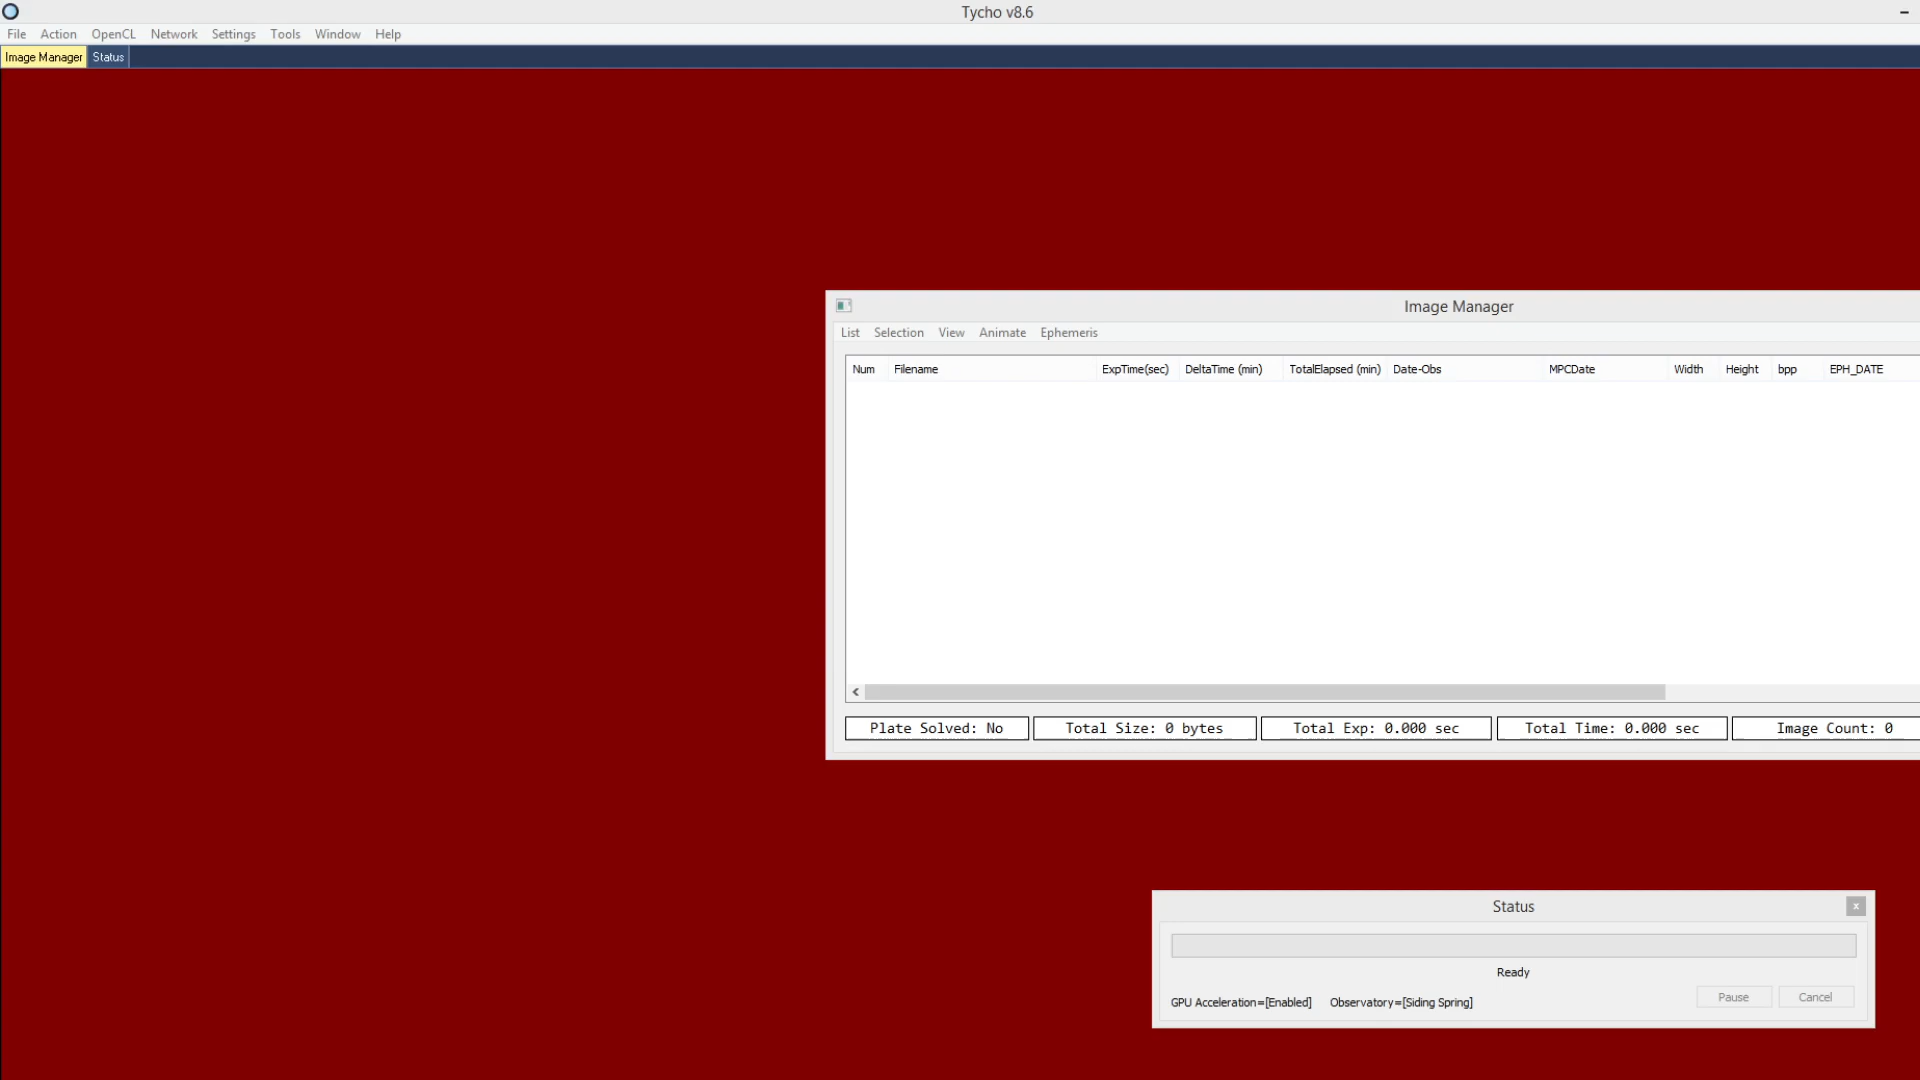 Tycho v8.6
File Action OpenCL Network Settings Tools Window Help
Image Manager Status
Image Manager
List Selection View Animate Ephemeris
Num Filename ExpTime(sec) DeltaTime (min) TotalElapsed (min) Date-Obs MPCDate Width Height bpp EPH_DATE
Plate Solved: No Total Size: 0 bytes Total Exp: 0.000 sec Total Time: 0.000 sec Image Count: 0
Status
x
Ready
GPU Acceleration=[Enabled] Observatory=[Siding Spring] Pause Cancel